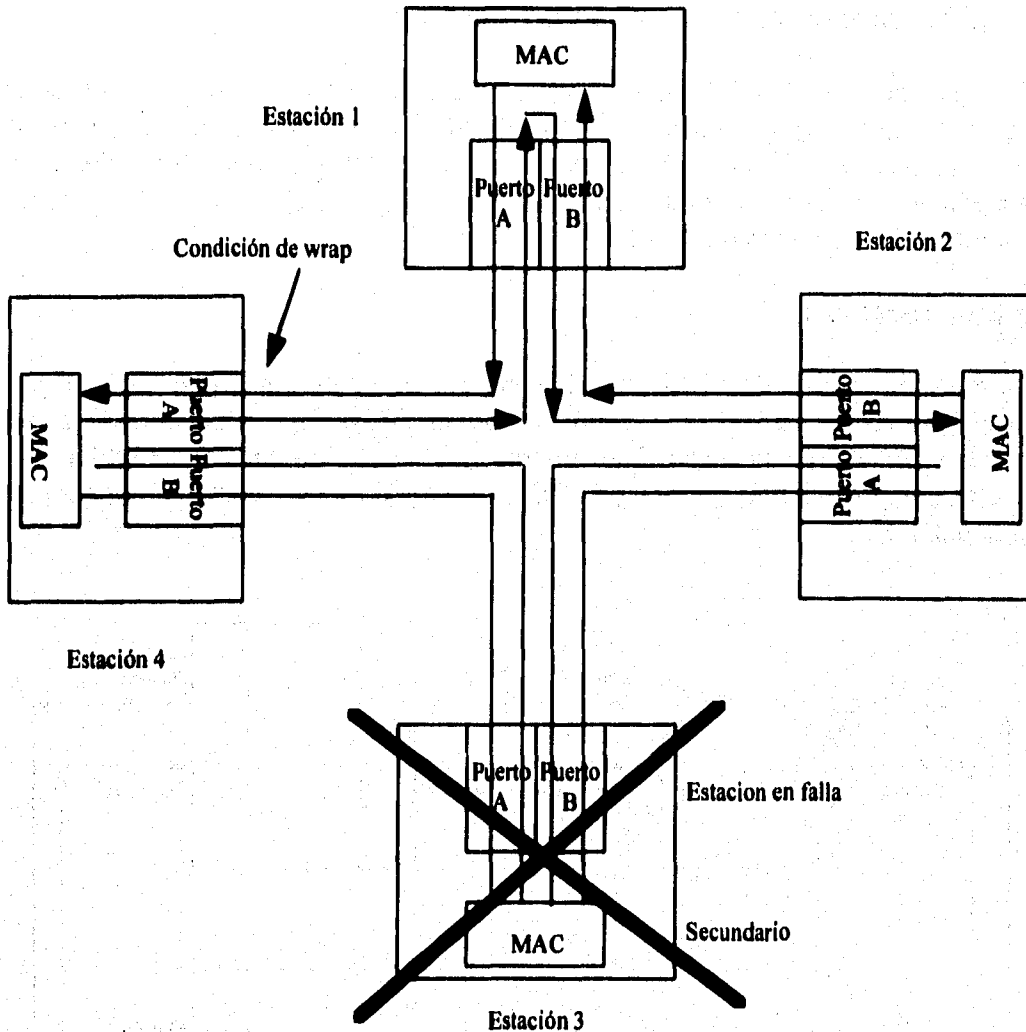 MAC
Estación 1
Puerto Puerto
A B
Condición de wrap
Estación 2
MAC
Puerto
A
Puerto
B
Puerto
B
Puerto
A
MAC
Estación 4
Puerto Puerto
A B
Estacion en falla
MAC
Secundario
Estación 3